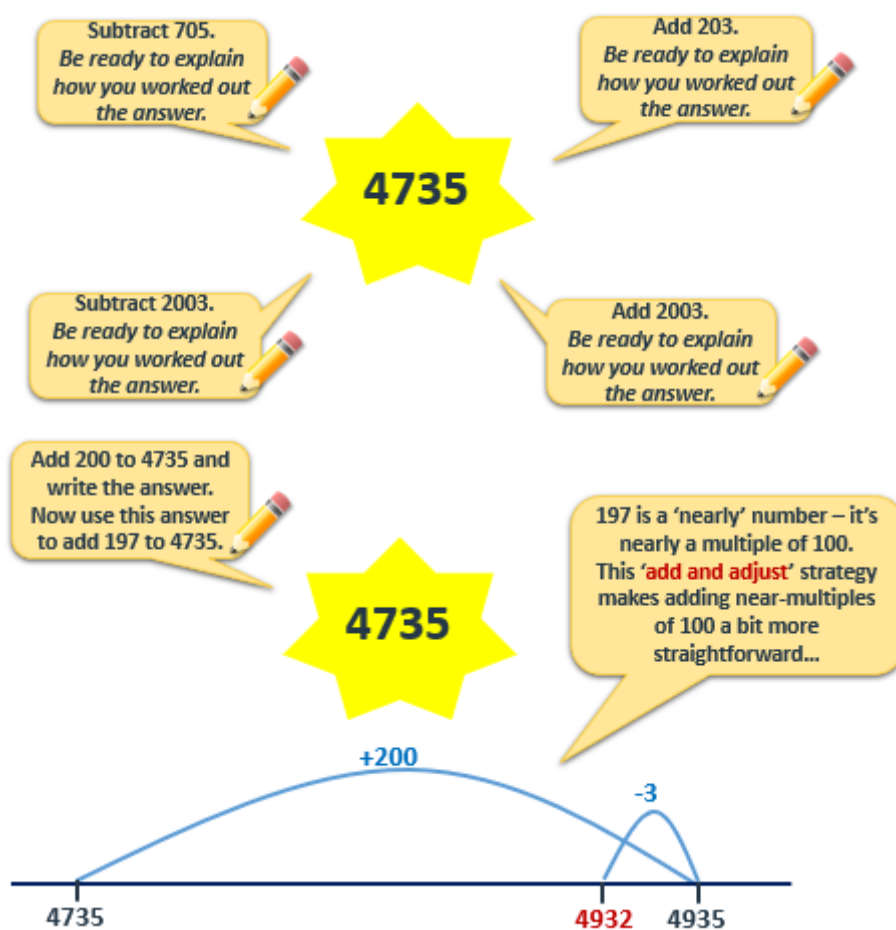 Subtract 705.
Be ready to explain
how you worked out
the answer.
Add 203.
Be ready to explain
how you worked out
the answer.
4735
Subtract 2003.
Be ready to explain
how you worked out
the answer.
Add 2003.
Be ready to explain
how you worked out
the answer.
Add 200 to 4735 and
write the answer.
Now use this answer
to add 197 to 4735.
197 is a ‘nearly’ number – it’s
nearly a multiple of 100.
This ‘add and adjust’ strategy
makes adding near-multiples
of 100 a bit more
straightforward…
4735
+200
-3
4735
4932
4935